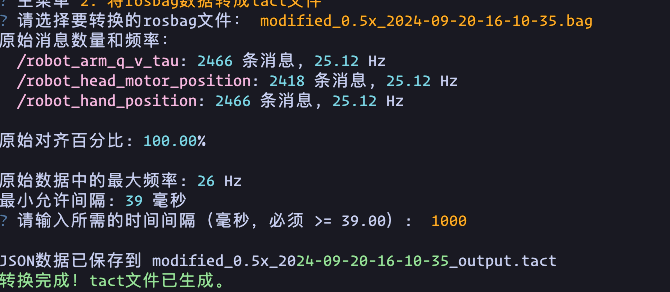 ? 主菜单 2. 将rosbag数据转成tact文件
? 请选择要转换的rosbag文件: modified_0.5x_2024-09-20-16-10-35.bag
原始消息数量和频率:
/robot_arm_q_v_tau: 2466 条消息, 25.12 Hz
/robot_head_motor_position: 2418 条消息, 25.12 Hz
/robot_hand_position: 2466 条消息, 25.12 Hz
原始对齐百分比: 100.00%
原始数据中的最大频率: 26 Hz
最小允许间隔: 39 毫秒
? 请输入所需的时间间隔 (毫秒, 必须 >= 39.00) : 1000
JSON数据已保存到 modified_0.5x_2024-09-20-16-10-35_output.tact
转换完成! tact文件已生成。